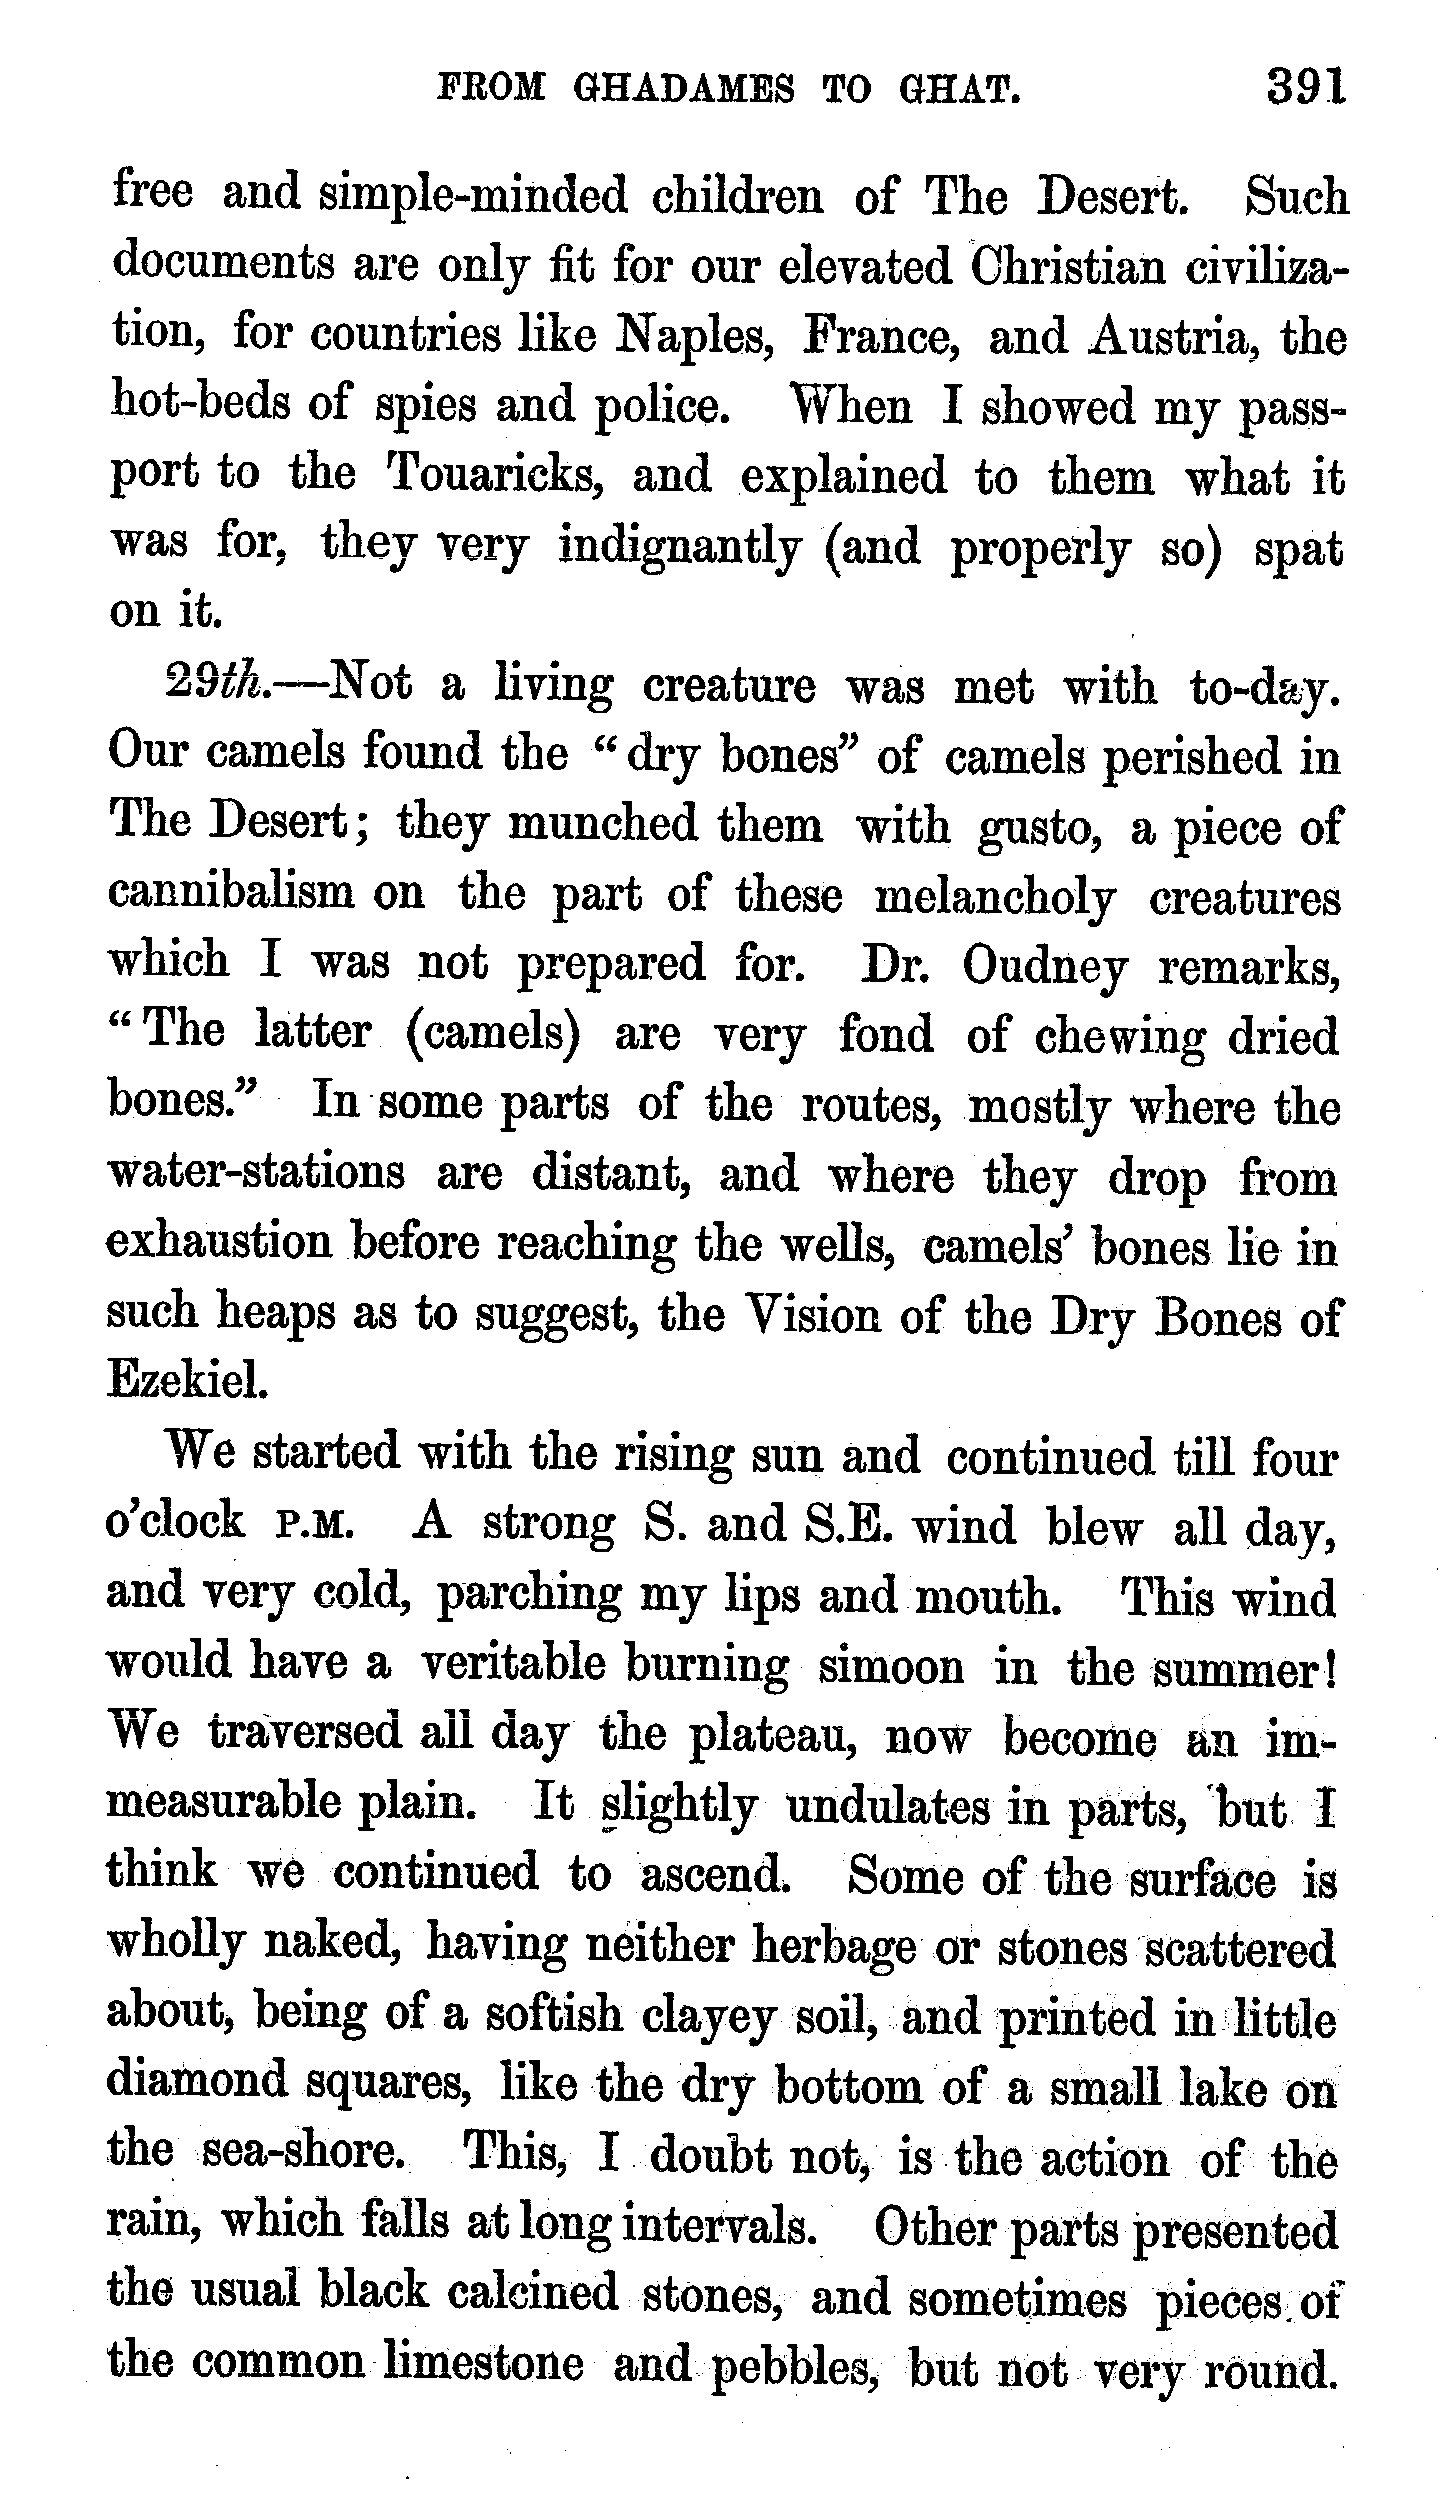 FROM GHADAMES TO GHAT. 391
free and simple-minded children of The Desert. Such
documents are only fit for our elevated Christian civiliza-
tion, for countries like Naples, France, and Austria, the
hot-beds of spies and police. When I showed my pass-
port to the Touaricks, and explained to them what it
was for, they very indignantly (and properly so) spat
on it.
29th.—Not a living creature was met with to-day.
Our camels found the “dry bones” of camels perished in
The Desert; they munched them with gusto, a piece of
cannibalism on the part of these melancholy creatures
which I was not prepared for. Dr. Oudney remarks,
“The latter (camels) are very fond of chewing dried
bones.” In some parts of the routes, mostly where the
water-stations are distant, and where they drop from
exhaustion before reaching the wells, camels’ bones lie in
such heaps as to suggest, the Vision of the Dry Bones of
Ezekiel.
We started with the rising sun and continued till four
o’clock P.M. A strong S. and S.E. wind blew all day,
and very cold, parching my lips and mouth. This wind
would have a veritable burning simoon in the summer!
We traversed all day the plateau, now become an im-
measurable plain. It slightly undulates in parts, but I
think we continued to ascend. Some of the surface is
wholly naked, having neither herbage or stones scattered
about, being of a softish clayey soil, and printed in little
diamond squares, like the dry bottom of a small lake on
the sea-shore. This, I doubt not, is the action of the
rain, which falls at long intervals. Other parts presented
the usual black calcined stones, and sometimes pieces of
the common limestone and pebbles, but not very round.